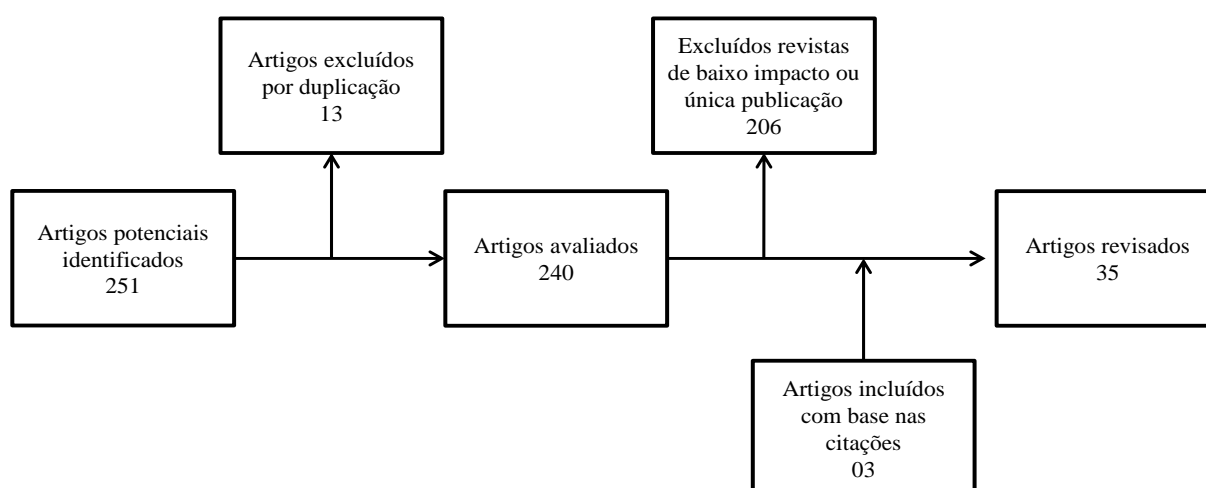 Artigos excluídos
por duplicação
13
Excluídos revistas
de baixo impacto ou
única publicação
206
Artigos potenciais
identificados
251
Artigos avaliados
240
Artigos revisados
35
Artigos incluídos
com base nas
citações
03